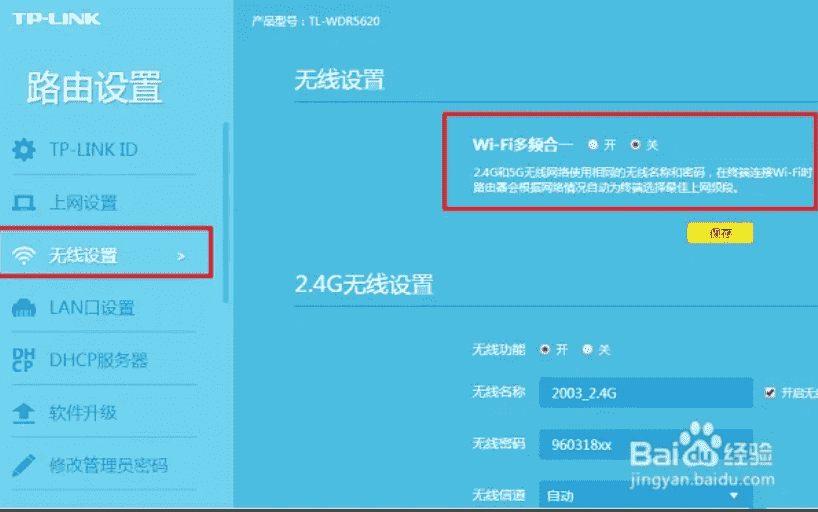 TP-LINK
产品型号：TL-WDR5620
路由设置
TP-LINK ID
上网设置
无线设置 >
LAN口设置
DHCP
DHCP服务器
软件升级
修改管理员密码
无线设置
Wi-Fi多频合一 开 关
2.4G和5G无线网络使用相同的无线名称和密码，在终端连接Wi-Fi时
路由器会根据网络情况自动为终端选择最佳上网频段。
保存
2.4G无线设置
无线功能 开 关
无线名称 2003_2.4G 开启无线
无线密码 960318xx
无线信道 自动
Baidu 经验
jingyan.baidu.com